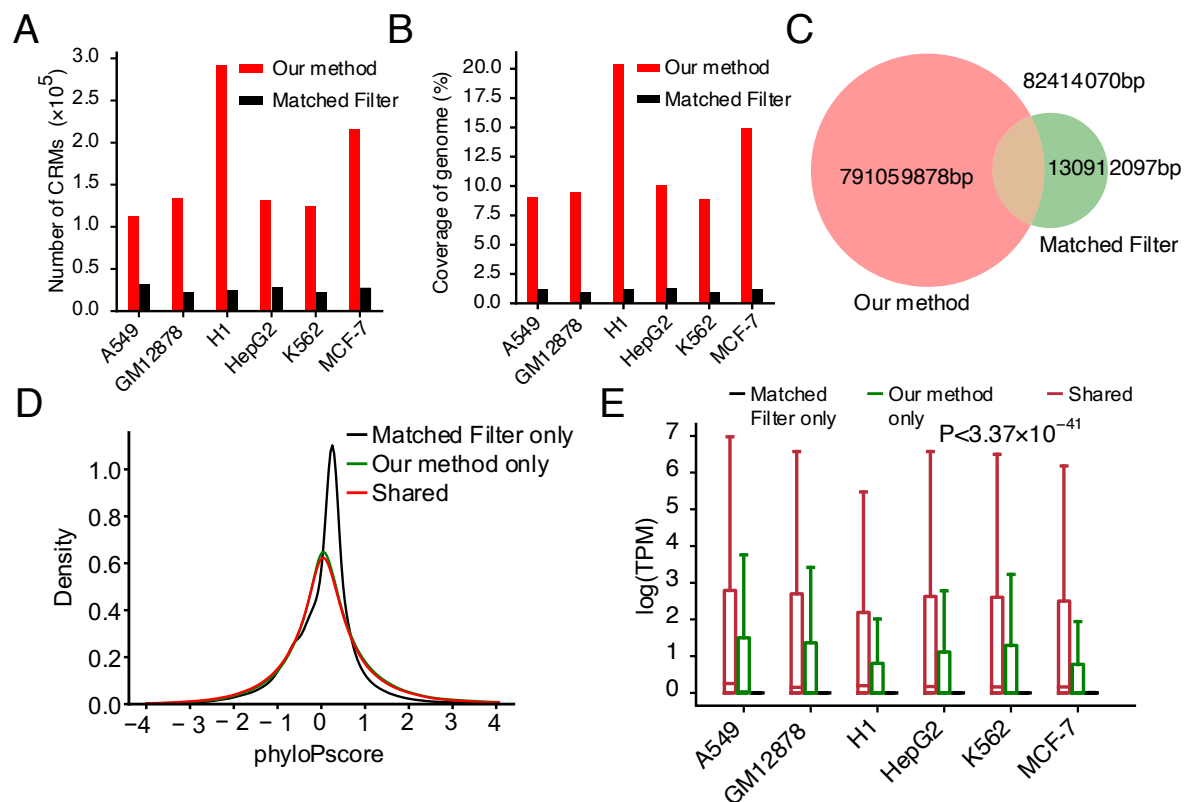 A
Number of CRMs (×10⁵)
3.0
2.5
2.0
1.5
1.0
0.5
0.0
Our method
Matched Filter
A549
GM12878
H1
HepG2
K562
MCF-7
B
Coverage of genome (%)
20.0
17.5
15.0
12.5
10.0
7.5
5.0
2.5
0.0
Our method
Matched Filter
A549
GM12878
H1
HepG2
K562
MCF-7
C
82414070bp
791059878bp
130912097bp
Matched Filter
Our method
D
Density
1.0
0.8
0.6
0.4
0.2
0.0
Matched Filter only
Our method only
Shared
−4 −3 −2 −1 0 1 2 3 4
phyloPscore
E
Matched
Filter only
Our method
only
Shared
P<3.37×10⁻⁴¹
log(TPM)
7
6
5
4
3
2
1
0
A549
GM12878
H1
HepG2
K562
MCF-7